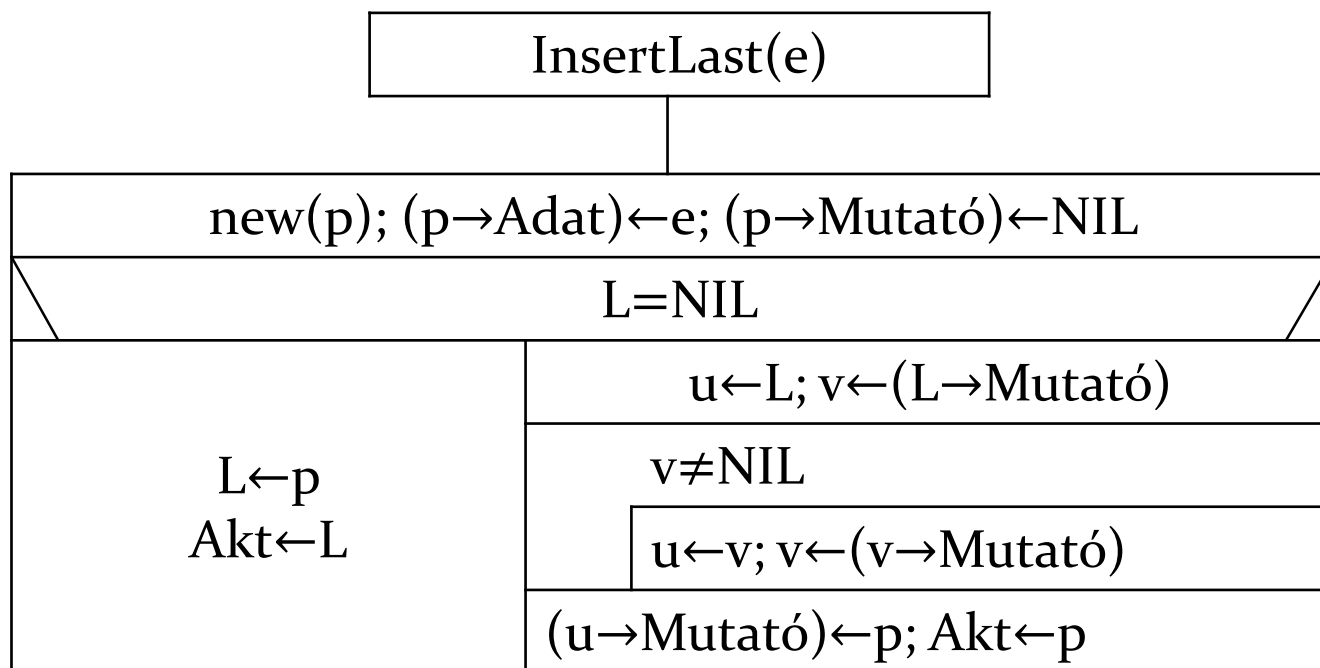 InsertLast(e)
new(p); (p→Adat)←e; (p→Mutató)←NIL
L=NIL
L←p
Akt←L
u←L; v←(L→Mutató)
v≠NIL
u←v; v←(v→Mutató)
(u→Mutató)←p; Akt←p